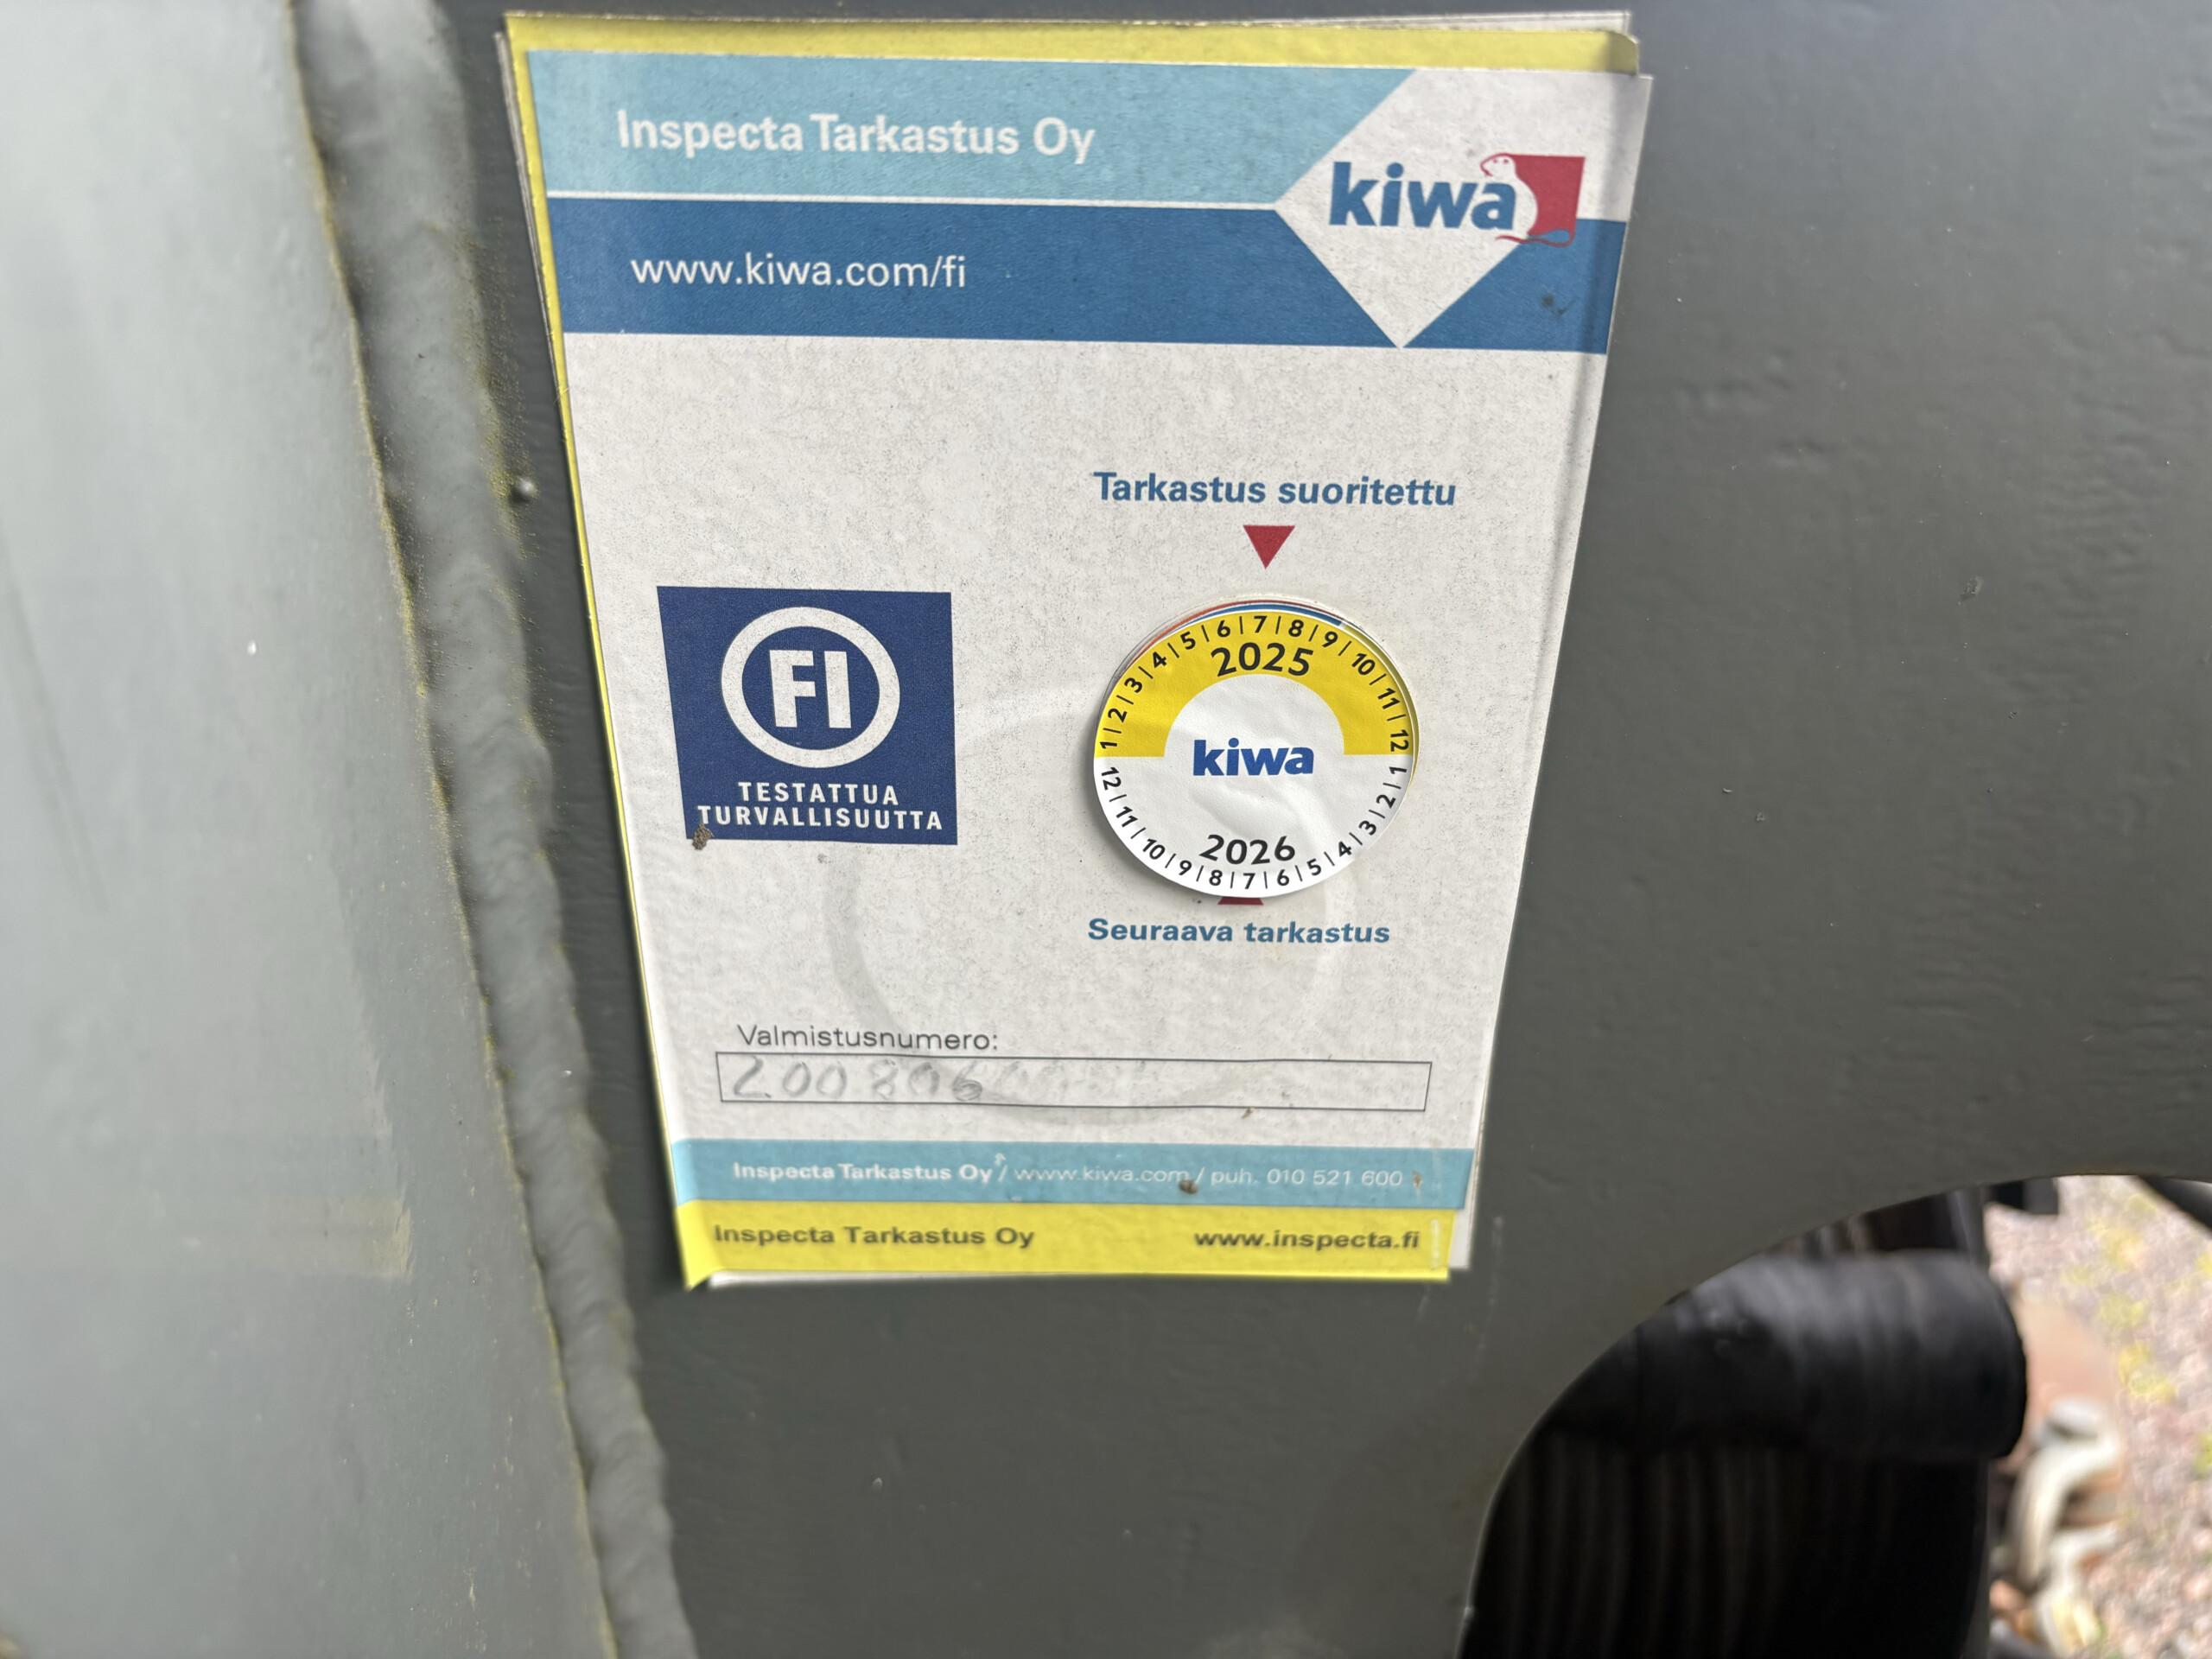 Inspecta Tarkastus Oy
kiwa
www.kiwa.com/fi
Tarkastus suoritettu
FI
TESTATTUA
TURVALLISUUTTA
1|2|3|4|5|6|7|8|9|10|11|12
2025
kiwa
2026
12|11|10|9|8|7|6|5|4|3|2|1
Seuraava tarkastus
Valmistusnumero:
Inspecta Tarkastus Oy / www.kiwa.com / puh. 010 521 600
Inspecta Tarkastus Oy www.inspecta.fi